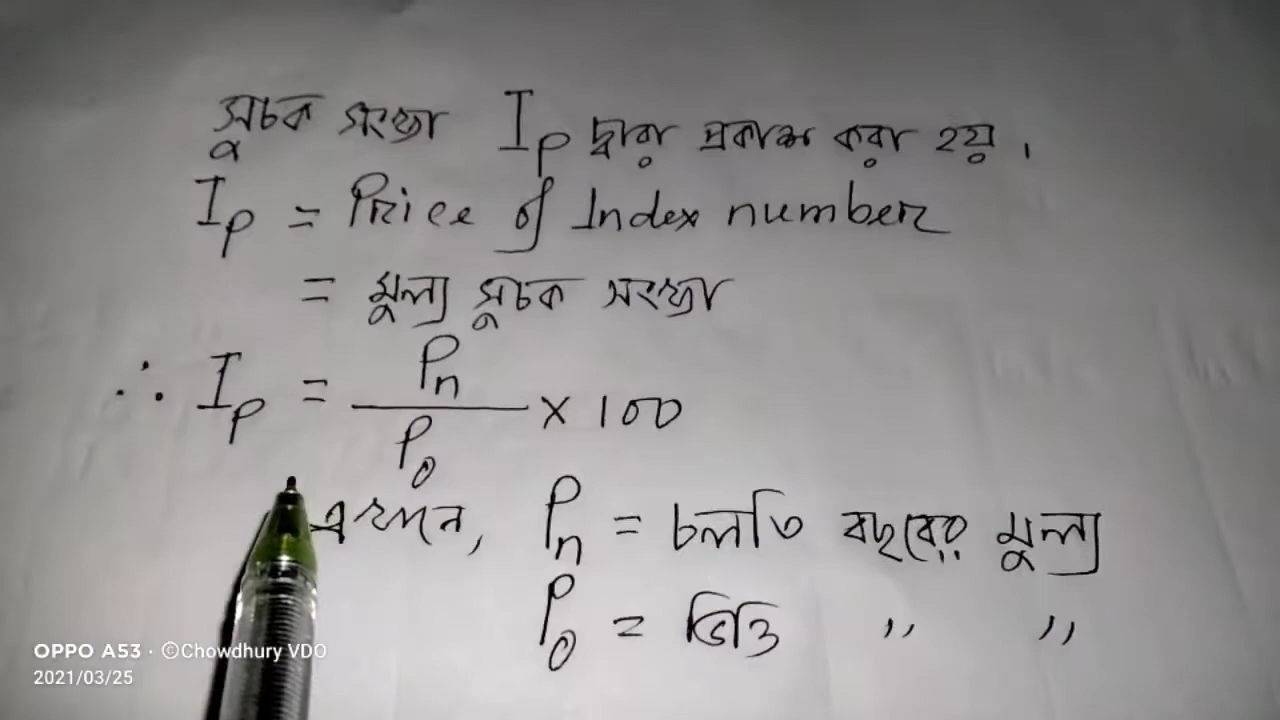 সূচক সংখ্যা Ip দ্বারা প্রকাশ করা হয়।
Ip = Price of Index number
= মুল্য সুচক সংখ্যা
∴ Ip = Pn / P0 × 100
এখানে, Pn = চলতি বছরের মুল্য
P0 = ভিত্তি ,, ,,
OPPO A53 · ©Chowdhury VDO
2021/03/25